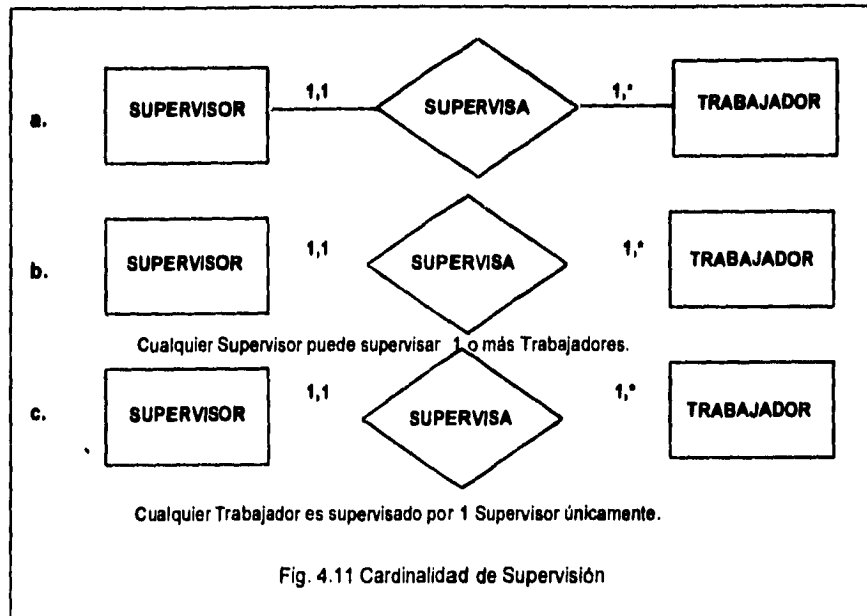 a. SUPERVISOR 1,1 SUPERVISA 1,* TRABAJADOR
b. SUPERVISOR 1,1 SUPERVISA 1,* TRABAJADOR
Cualquier Supervisor puede supervisar 1 o más Trabajadores.
c. SUPERVISOR 1,1 SUPERVISA 1,* TRABAJADOR
Cualquier Trabajador es supervisado por 1 Supervisor únicamente.
Fig. 4.11 Cardinalidad de Supervisión